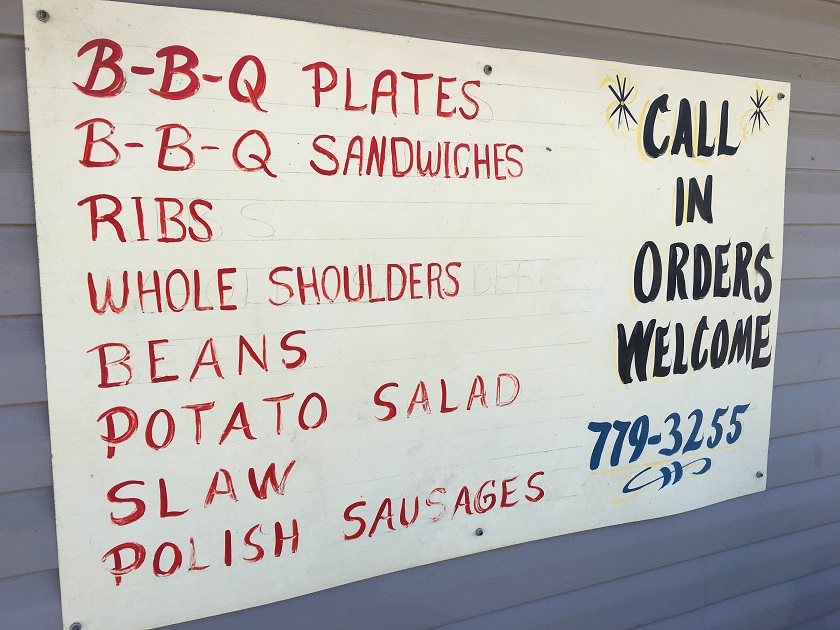 B-B-Q PLATES
B-B-Q SANDWICHES
RIBS
WHOLE SHOULDERS
BEANS
POTATO SALAD
SLAW
POLISH SAUSAGES
CALL
IN
ORDERS
WELCOME
779-3255